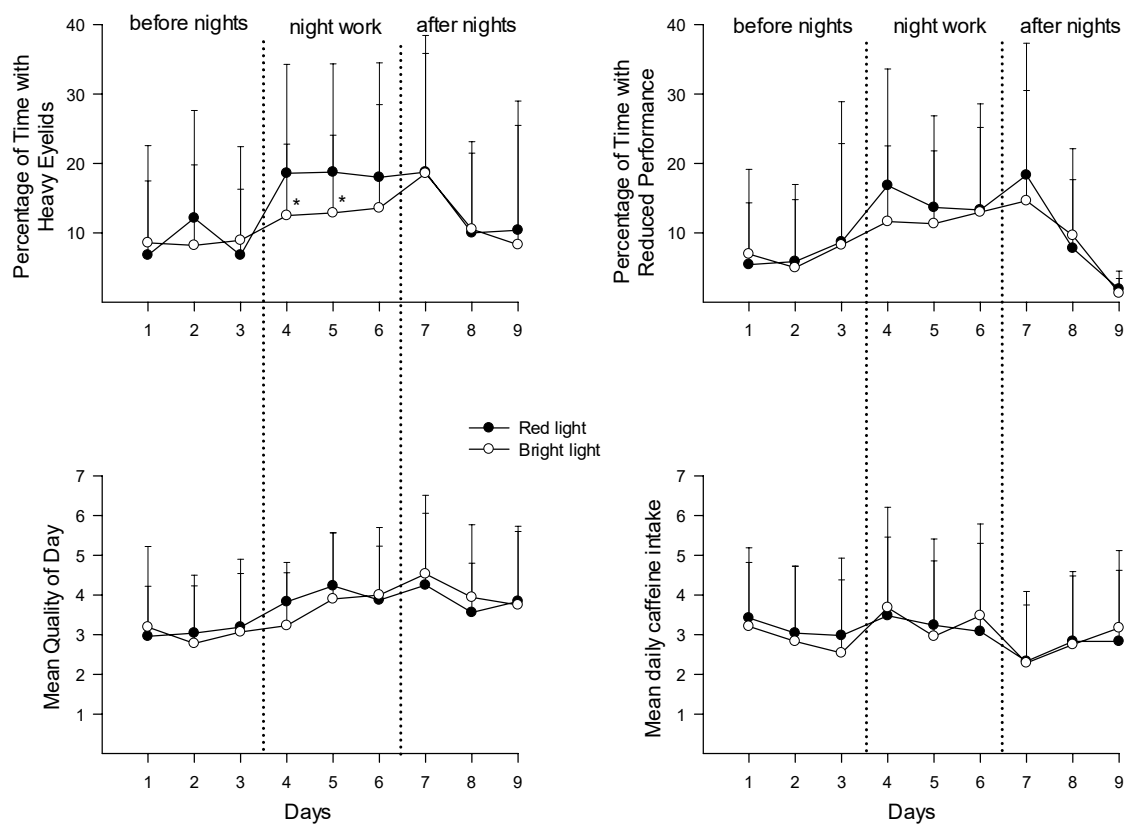 before nights night work after nights
Percentage of Time with
Heavy Eyelids
40
30
20
10
*
*
1 2 3 4 5 6 7 8 9
before nights night work after nights
Percentage of Time with
Reduced Performance
40
30
20
10
1 2 3 4 5 6 7 8 9
Red light
Bright light
Mean Quality of Day
7
6
5
4
3
2
1
1 2 3 4 5 6 7 8 9
Days
Mean daily caffeine intake
7
6
5
4
3
2
1
1 2 3 4 5 6 7 8 9
Days